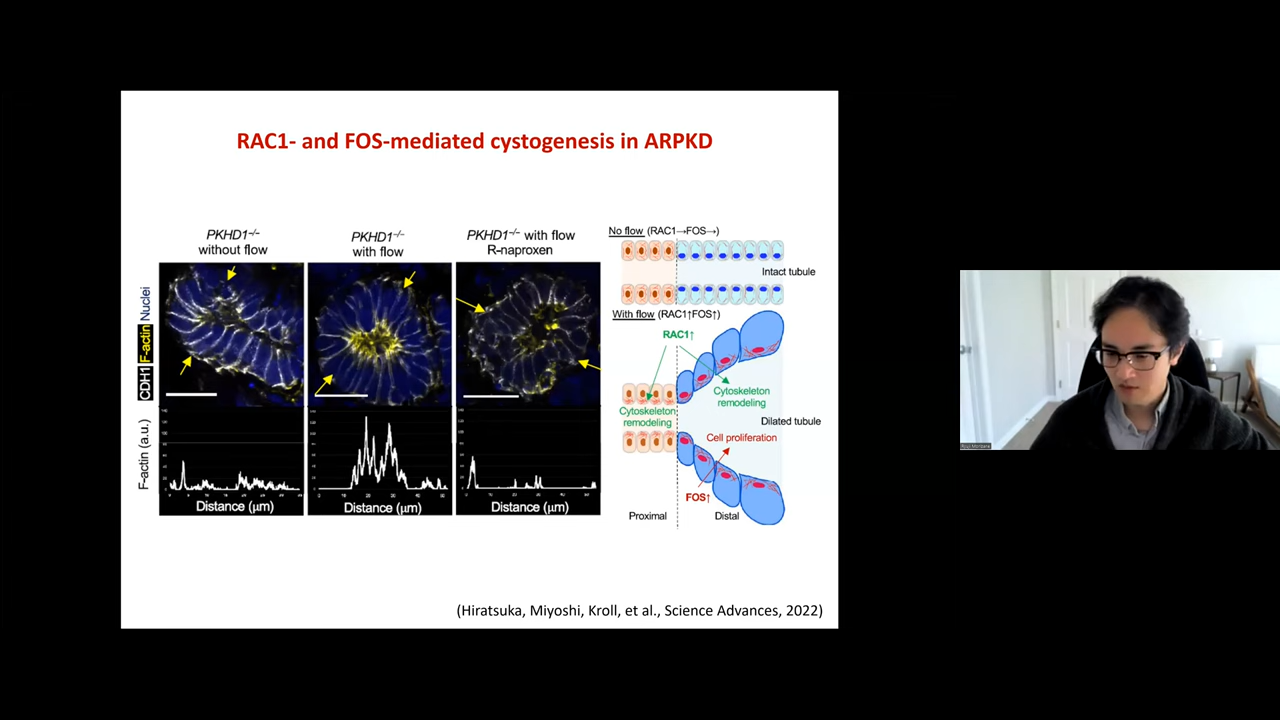 RAC1- and FOS-mediated cystogenesis in ARPKD
PKHD1-/-
without flow
PKHD1-/-
with flow
PKHD1-/- with flow
R-naproxen
CDH1 F-actin Nuclei
F-actin (a.u.)
Distance (μm)
Distance (μm)
Distance (μm)
No flow (RAC1→FOS→)
Intact tubule
With flow (RAC1↑FOS↑)
RAC1↑
Cytoskeleton
remodeling
Cytoskeleton
remodeling
Dilated tubule
Cell proliferation
FOS↑
Proximal
Distal
(Hiratsuka, Miyoshi, Kroll, et al., Science Advances, 2022)